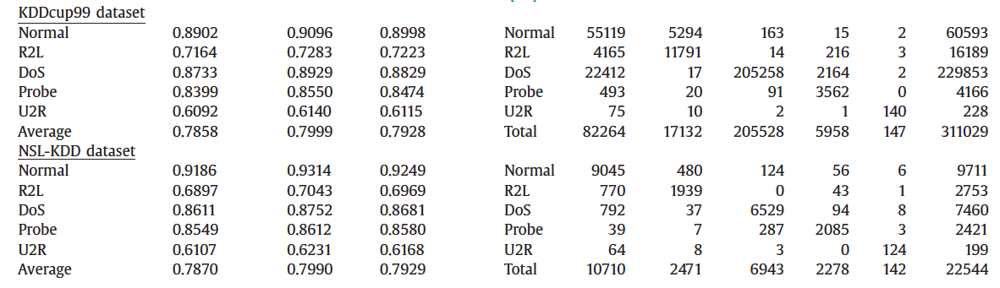 KDDcup99 dataset
Normal 0.8902 0.9096 0.8998 Normal 55119 5294 163 15 2 60593
R2L 0.7164 0.7283 0.7223 R2L 4165 11791 14 216 3 16189
DoS 0.8733 0.8929 0.8829 DoS 22412 17 205258 2164 2 229853
Probe 0.8399 0.8550 0.8474 Probe 493 20 91 3562 0 4166
U2R 0.6092 0.6140 0.6115 U2R 75 10 2 1 140 228
Average 0.7858 0.7999 0.7928 Total 82264 17132 205528 5958 147 311029
NSL-KDD dataset
Normal 0.9186 0.9314 0.9249 Normal 9045 480 124 56 6 9711
R2L 0.6897 0.7043 0.6969 R2L 770 1939 0 43 1 2753
DoS 0.8611 0.8752 0.8681 DoS 792 37 6529 94 8 7460
Probe 0.8549 0.8612 0.8580 Probe 39 7 287 2085 3 2421
U2R 0.6107 0.6231 0.6168 U2R 64 8 3 0 124 199
Average 0.7870 0.7990 0.7929 Total 10710 2471 6943 2278 142 22544